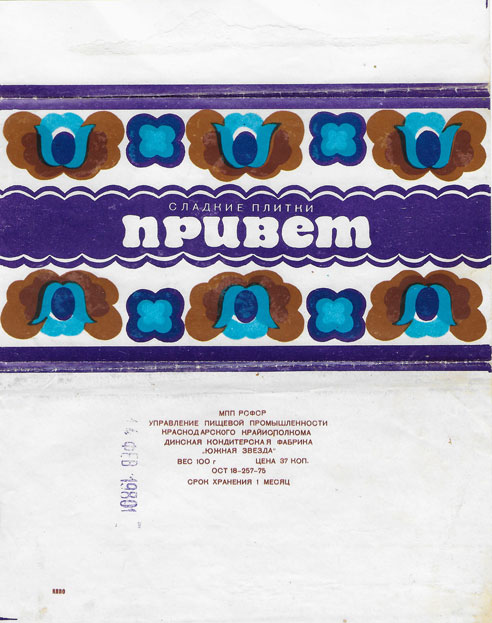 СЛАДКИЕ ПЛИТКИ
привет
МПП РСФСР
УПРАВЛЕНИЕ ПИЩЕВОЙ ПРОМЫШЛЕННОСТИ
КРАСНОДАРСКОГО КРАЙИСПОЛКОМА
ДИНСКАЯ КОНДИТЕРСКАЯ ФАБРИКА
„ЮЖНАЯ ЗВЕЗДА"
ВЕС 100 г ЦЕНА 37 КОП.
ОСТ 18-257-75
СРОК ХРАНЕНИЯ 1 МЕСЯЦ
14 ФЕВ